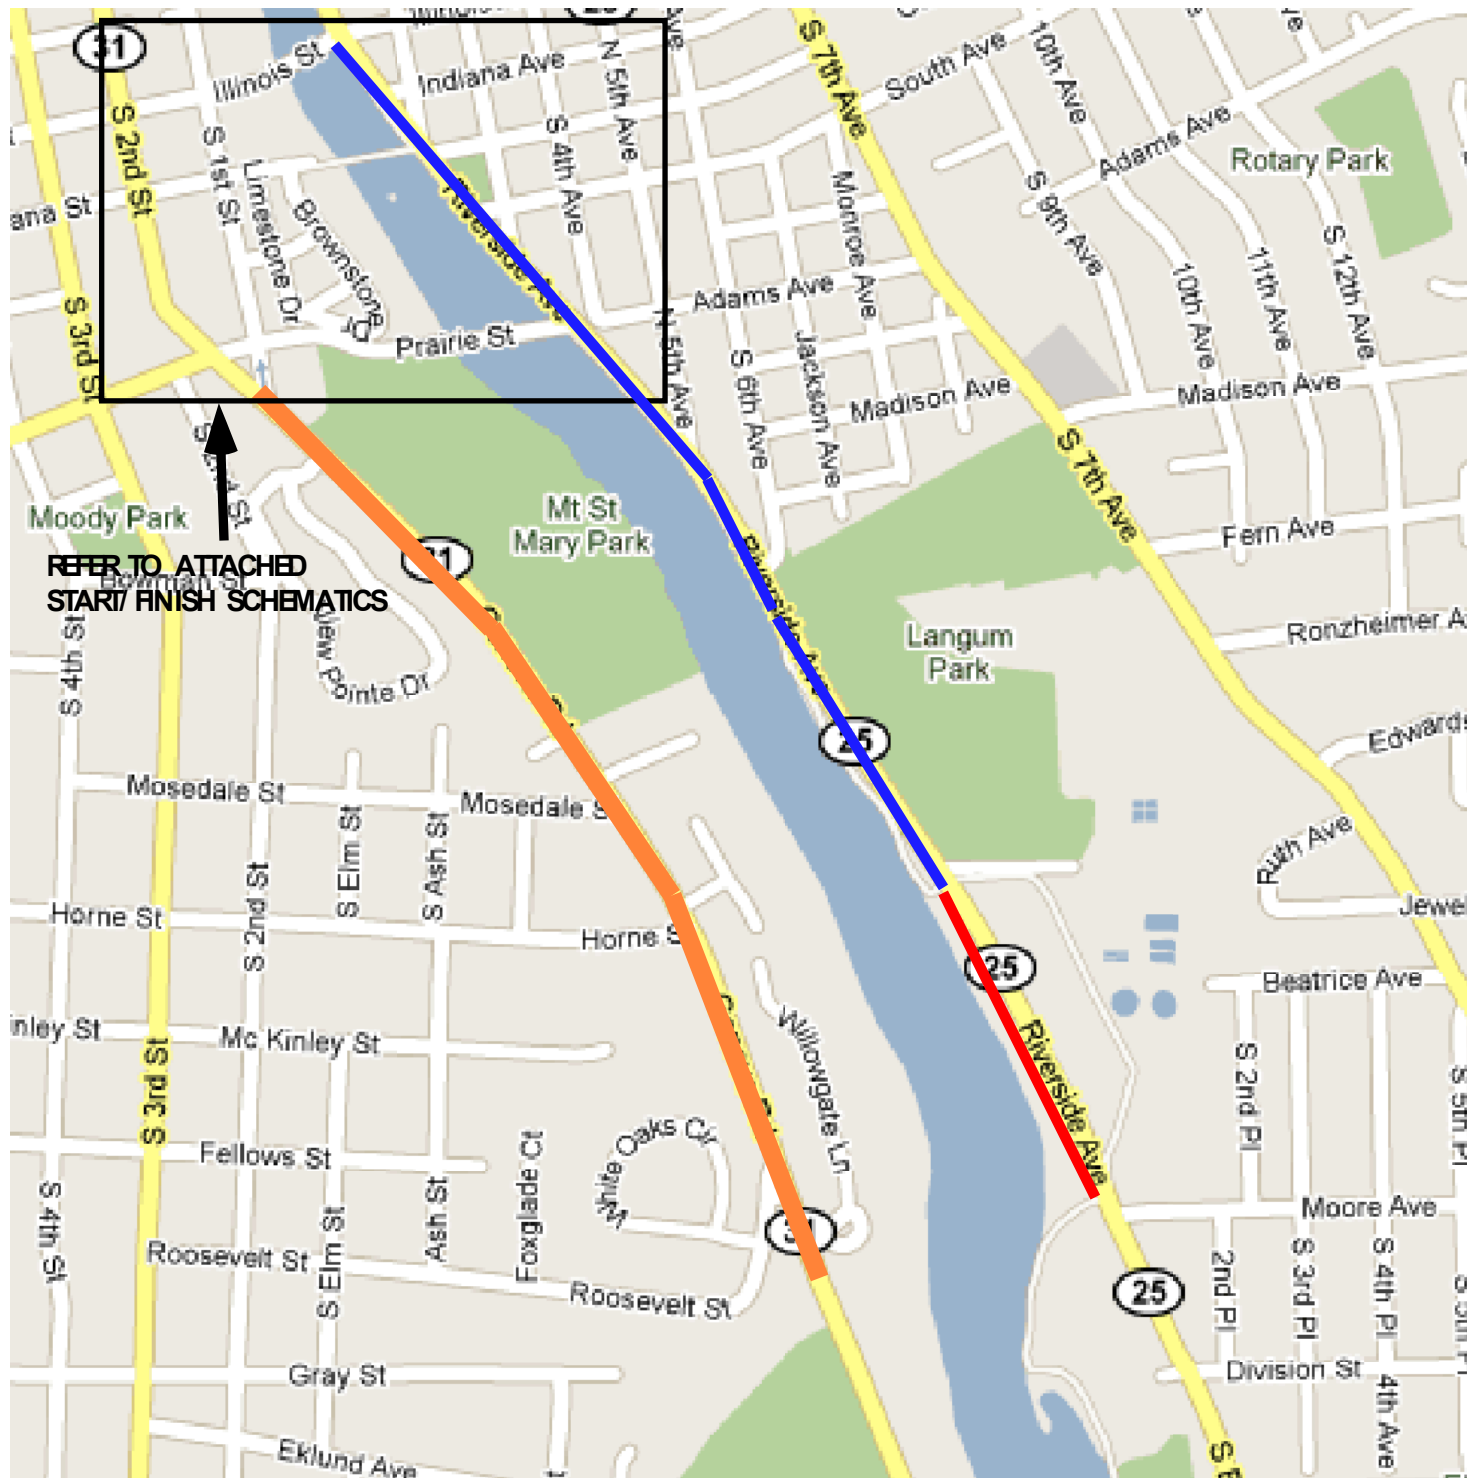 31
Illinois St
Indiana Ave
N 5th Ave
S 7th Ave
South Ave
10th Ave
Adams Ave
Rotary Park
S 2nd St
S 1st St
Limestone Dr
Brownstone
S 4th Ave
Riverside Ave
Monroe Ave
S 9th Ave
10th Ave
11th Ave
S 12th Ave
ana St
S 3rd St
Prairie St
Adams Ave
N 5th Ave
S 6th Ave
Jackson Ave
Madison Ave
Madison Ave
S 7th Ave
Fern Ave
Moody Park
Mt St
Mary Park
31
REFER TO ATTACHED
START/ FINISH SCHEMATICS
Bowman St
View Pointe Dr
S 4th St
Riverside Ave
Langum
Park
Ronzheimer A
25
Edwards
Mosedale St
Mosedale S
S Elm St
S Ash St
S 2nd St
Ruth Ave
Horne St
Horne S
Jewel
25
Beatrice Ave
nley St
Mc Kinley St
S 3rd St
Willowgate Ln
Riverside Ave
S 2nd Pl
S 5th Pl
Fellows St
White Oaks Cir
Foxglade Ct
Ash St
S 4th St
S Elm St
Roosevelt St
Roosevelt St
31
Moore Ave
25
2nd Pl
S 3rd Pl
S 4th Pl
Gray St
Division St
4th Ave
Eklund Ave